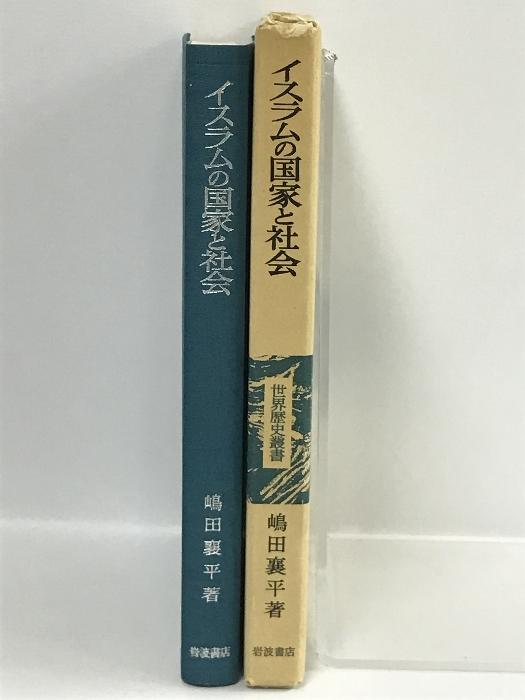 イスラムの国家と社会
嶋田襄平著
岩波書店
イスラムの国家と社会
世界歴史叢書
嶋田襄平著
岩波書店